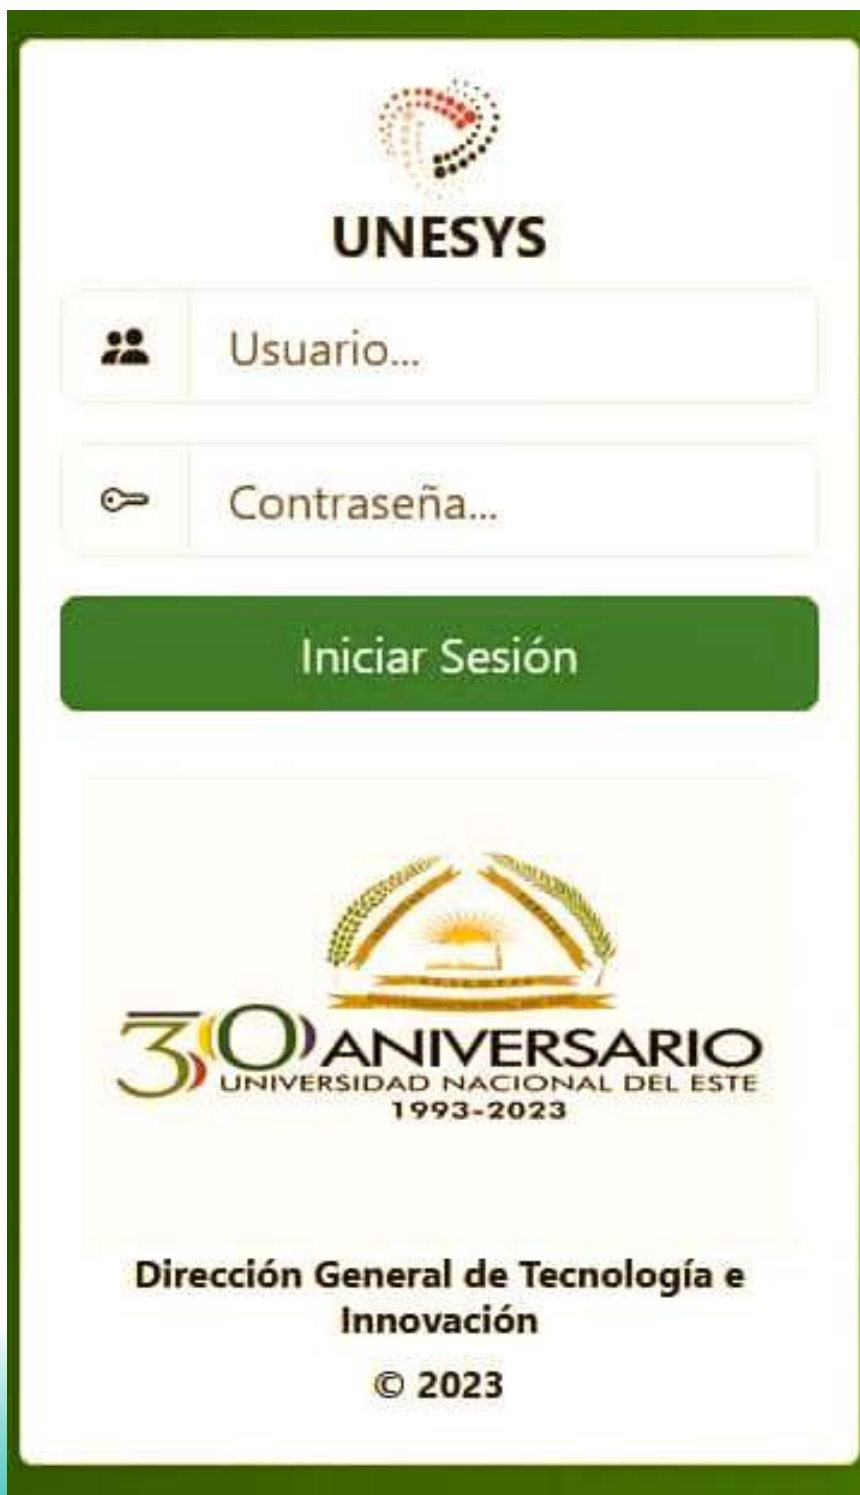 UNESYS
Usuario...
Contraseña...
Iniciar Sesión
30 ANIVERSARIO
UNIVERSIDAD NACIONAL DEL ESTE
1993-2023
Dirección General de Tecnología e
Innovación
© 2023